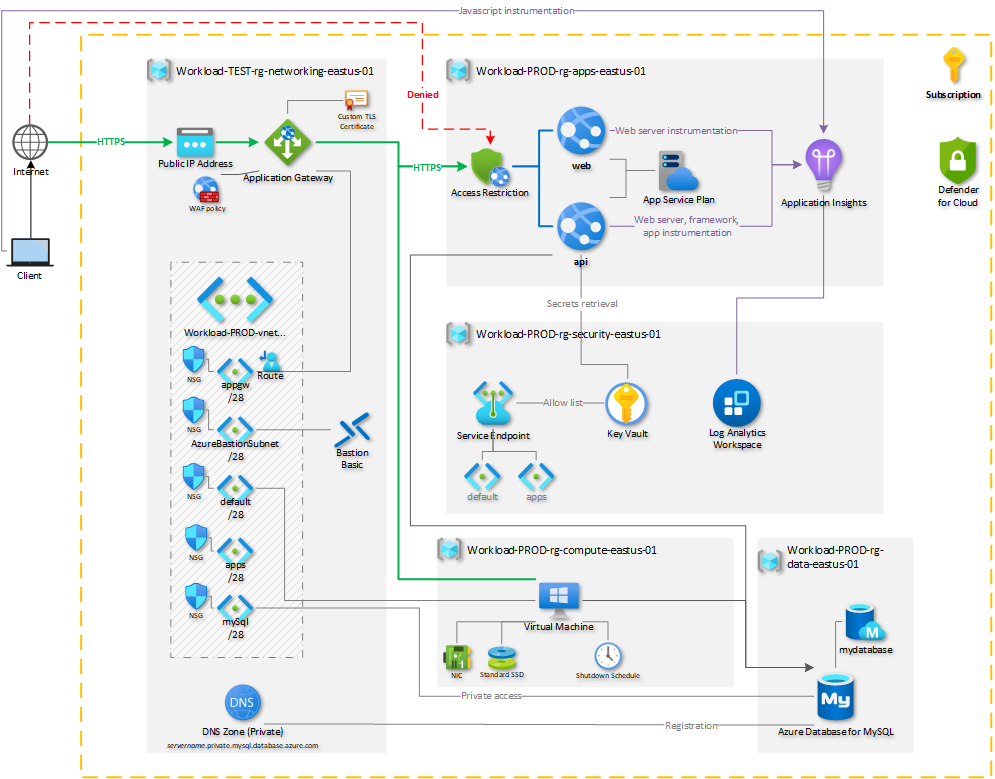 Javascript instrumentation
Workload-TEST-rg-networking-eastus-01
Workload-PROD-rg-apps-eastus-01
Subscription
Denied
Custom TLS
Certificate
HTTPS
Public IP Address
Application Gateway
WAF policy
Internet
Client
HTTPS
Access Restriction
web
Web server instrumentation
App Service Plan
Web server, framework,
app instrumentation
api
Application Insights
Defender
for Cloud
Secrets retrieval
Workload-PROD-vnet...
NSG
appgw
/28
Route
NSG
AzureBastionSubnet
/28
Bastion
Basic
NSG
default
/28
apps
/28
NSG
mySql
/28
Workload-PROD-rg-security-eastus-01
Service Endpoint
Allow list
Key Vault
Log Analytics
Workspace
default
apps
Workload-PROD-rg-compute-eastus-01
Virtual Machine
NIC
Standard SSD
Shutdown Schedule
Workload-PROD-rg-
data-eastus-01
mydatabase
My
Azure Database for MySQL
Private access
Registration
DNS
DNS Zone (Private)
servername.private.mysql.database.azure.com
M